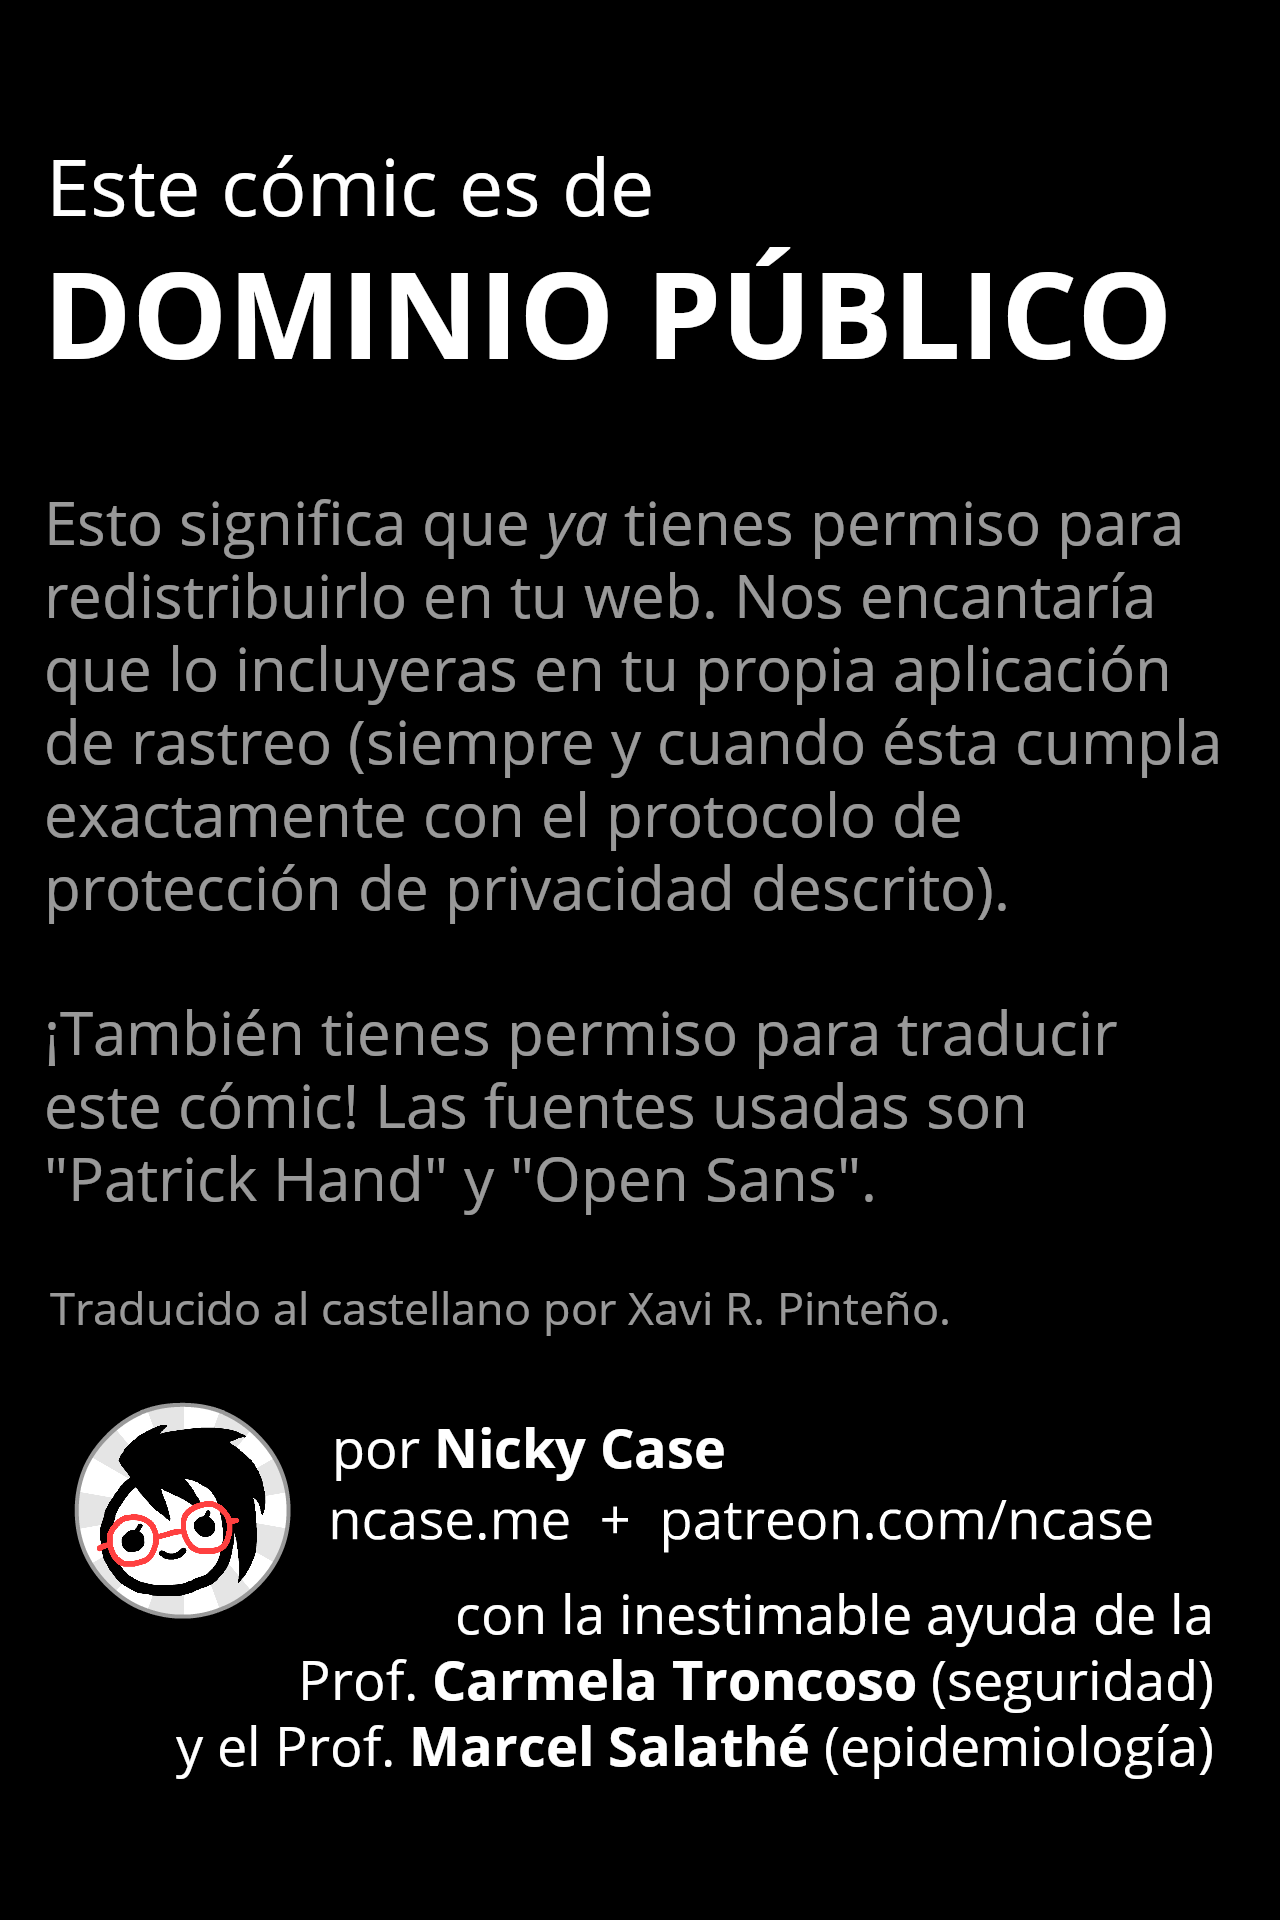 Este cómic es de
DOMINIO PÚBLICO
Esto significa que ya tienes permiso para
redistribuirlo en tu web. Nos encantaría
que lo incluyeras en tu propia aplicación
de rastreo (siempre y cuando ésta cumpla
exactamente con el protocolo de
protección de privacidad descrito).
¡También tienes permiso para traducir
este cómic! Las fuentes usadas son
"Patrick Hand" y "Open Sans".
Traducido al castellano por Xavi R. Pinteño.
por Nicky Case
ncase.me + patreon.com/ncase
con la inestimable ayuda de la
Prof. Carmela Troncoso (seguridad)
y el Prof. Marcel Salathé (epidemiología)